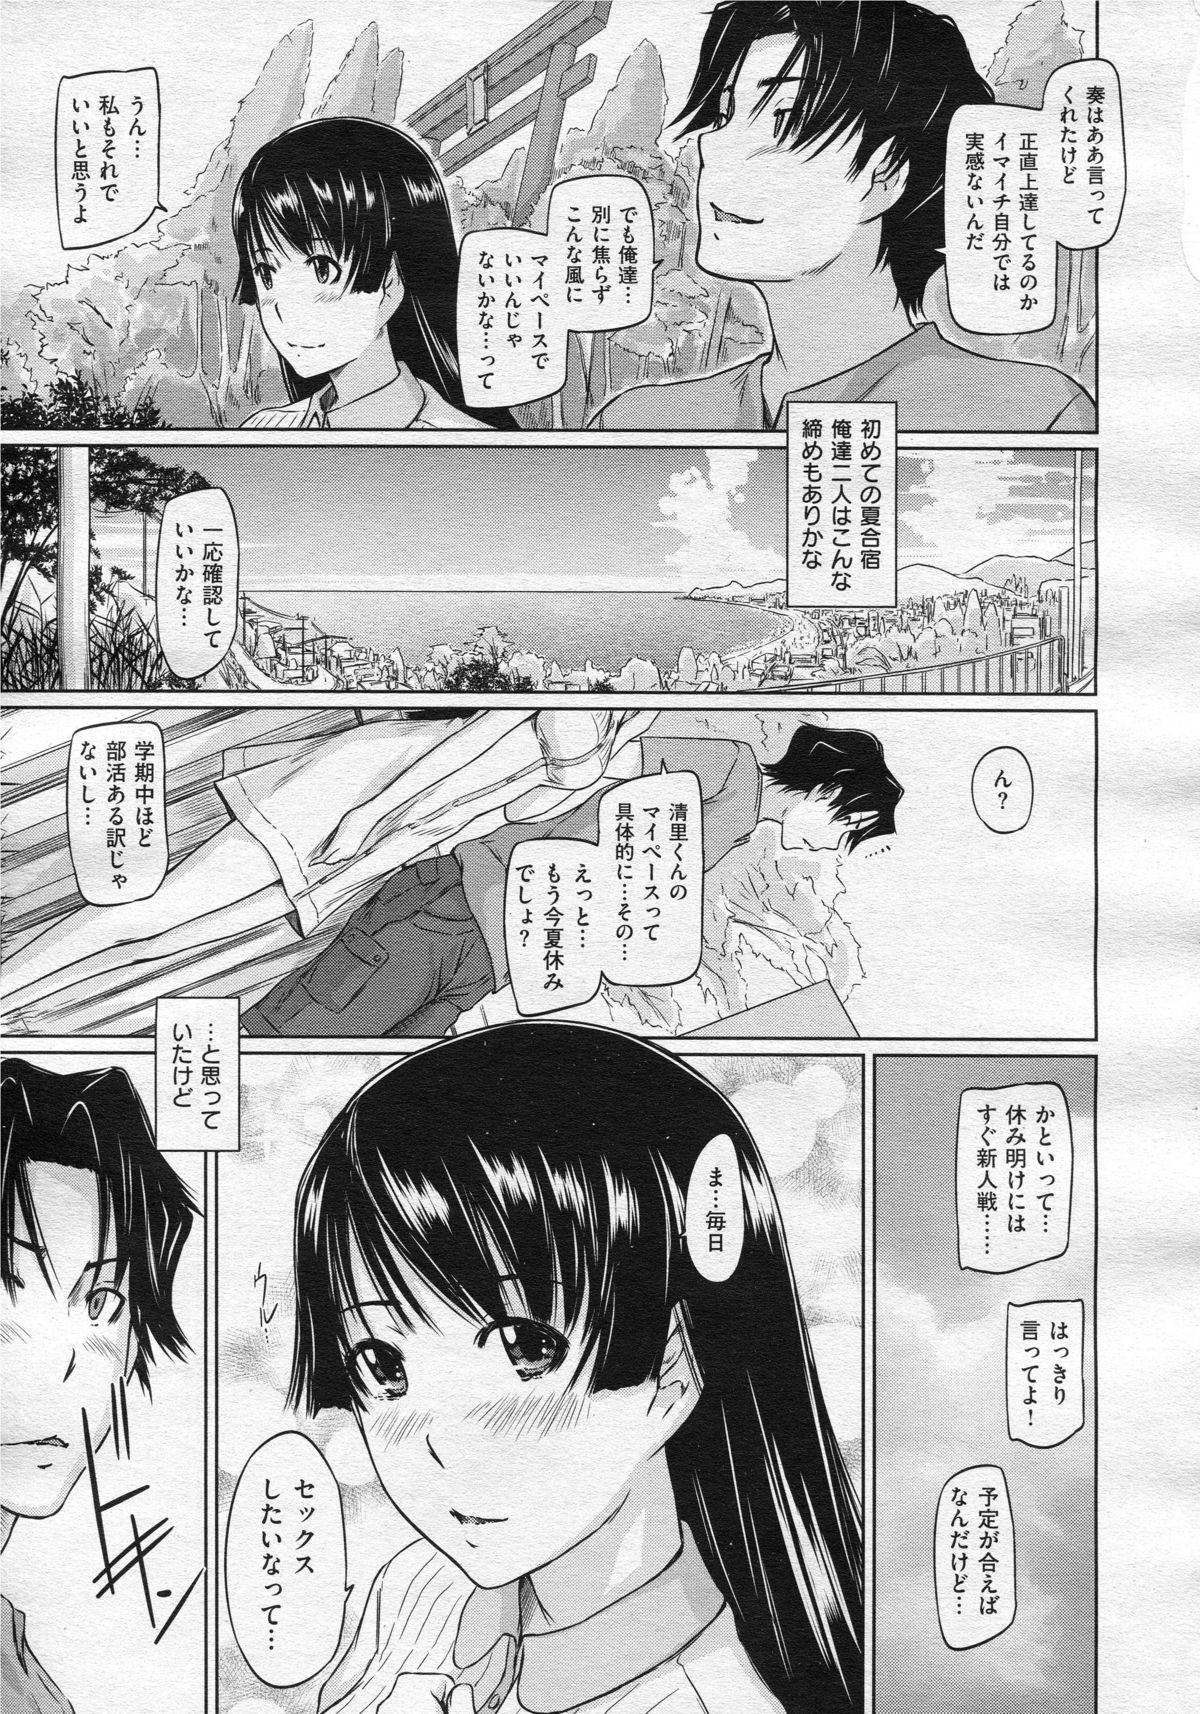 奏はああ言って
くれたけど
正直上達してるのか
イマイチ自分では
実感ないんだ
でも俺達…
別に焦らず
こんな風に
マイペースで
いいんじゃ
ないかな…って
うん…
私もそれで
いいと思うよ
初めての夏合宿
俺達二人はこんな
締めもありかな
一応確認して
いいかな…
ん?
清里くんの
マイペースって
具体的に…その…
えっと…
もう今夏休み
でしょ?
学期中ほど
部活ある訳じゃ
ないし…
…と思って
いたけど
かといって…
休み明けには
すぐ新人戦……
はっきり
言ってよ!
予定が合えば
なんだけど…
ま…毎日
セックス
したいなって…
ウル…
ドキン